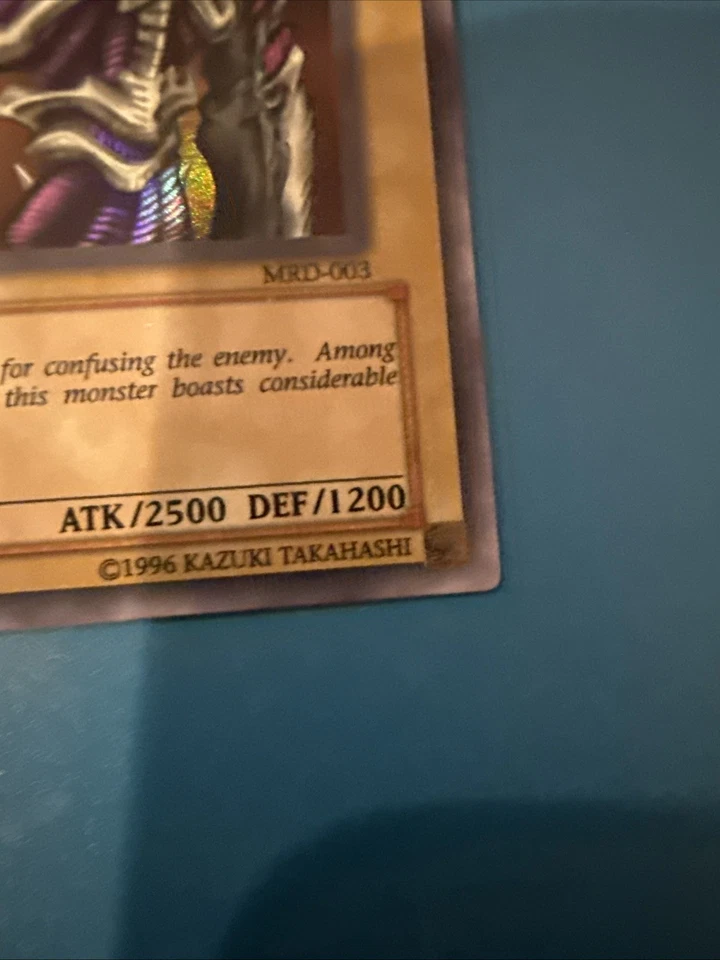 MRD-003
for confusing the enemy. Among
this monster boasts considerable
ATK/2500 DEF/1200
©1996 KAZUKI TAKAHASHI